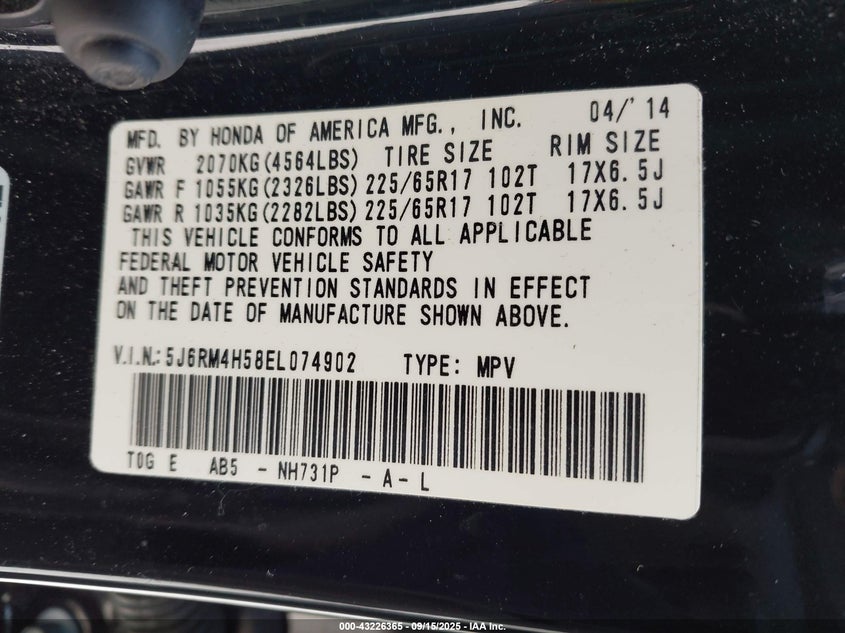 MFD. BY HONDA OF AMERICA MFG., INC. 04/'14
GVWR 2070KG(4564LBS) TIRE SIZE RIM SIZE
GAWR F 1055KG(2326LBS) 225/65R17 102T 17X6.5J
GAWR R 1035KG(2282LBS) 225/65R17 102T 17X6.5J
THIS VEHICLE CONFORMS TO ALL APPLICABLE
FEDERAL MOTOR VEHICLE SAFETY
AND THEFT PREVENTION STANDARDS IN EFFECT
ON THE DATE OF MANUFACTURE SHOWN ABOVE.
V.I.N.: 5J6RM4H58EL074902 TYPE: MPV
T0G E AB5 - NH731P - A - L
000-43226365 - 09/15/2025 - IAA Inc.